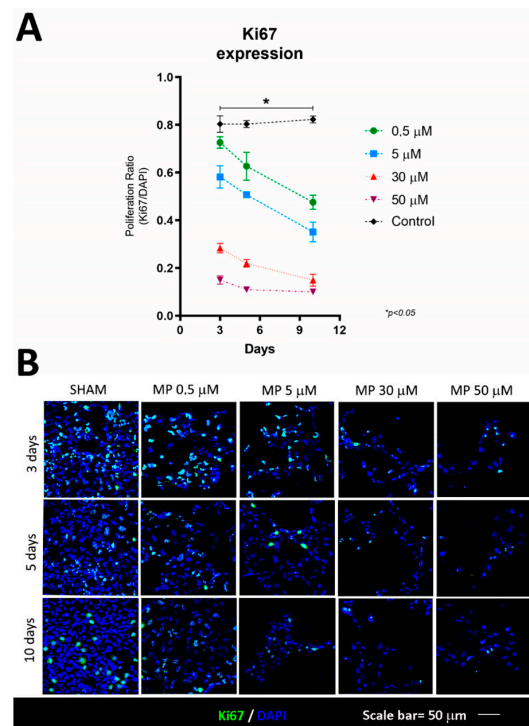 A
Ki67
expression
Poliferation Ratio
(Ki67/DAPI)
1.0
0.8
0.6
0.4
0.2
0.0
0 3 6 9 12
Days
*
0,5 µM
5 µM
30 µM
50 µM
Control
*p<0.05
B
SHAM MP 0,5 µM MP 5 µM MP 30 µM MP 50 µM
3 days
5 days
10 days
Ki67 / DAPI Scale bar= 50 µm